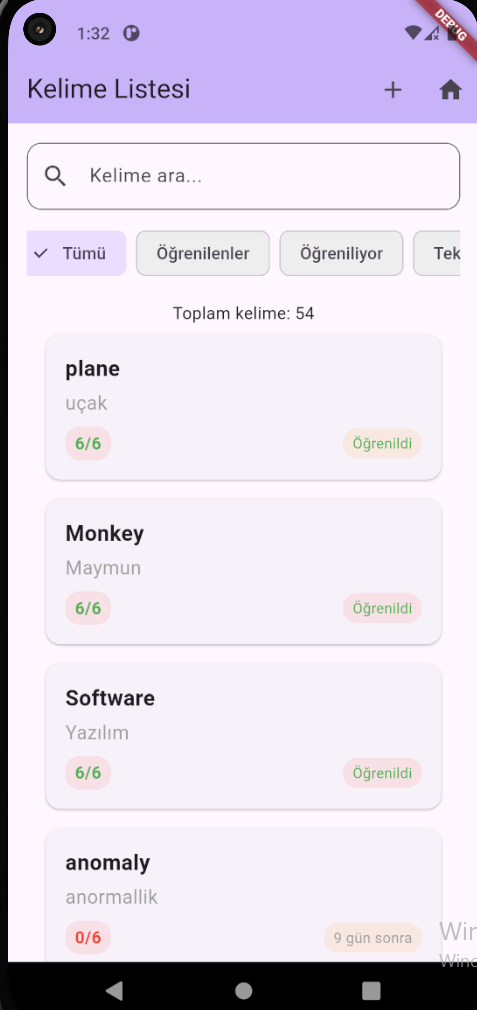 DEBUG
1:32
Kelime Listesi
Kelime ara...
Tümü Öğrenilenler Öğreniliyor Tek
Toplam kelime: 54
plane
uçak
6/6 Öğrenildi
Monkey
Maymun
6/6 Öğrenildi
Software
Yazılım
6/6 Öğrenildi
anomaly
anormallik
0/6 9 gün sonra
Win
Wind